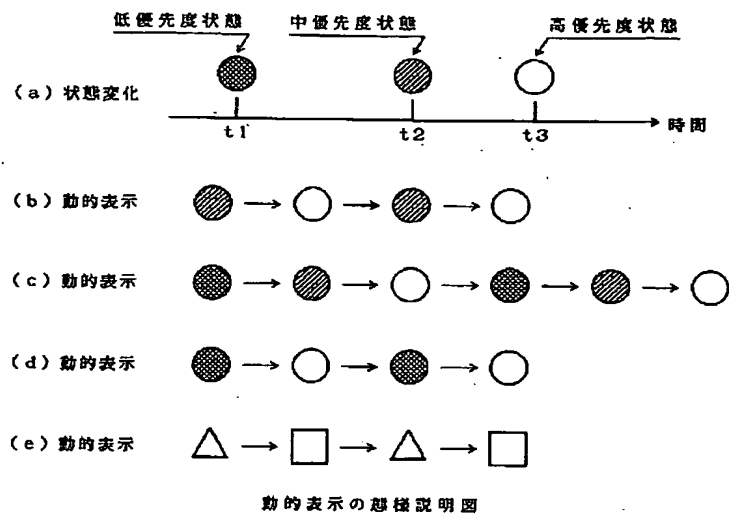 低優先度状態 中優先度状態 高優先度状態
(a)状態変化
t1 t2 t3 時間
(b)動的表示
(c)動的表示
(d)動的表示
(e)動的表示
動的表示の態様説明図